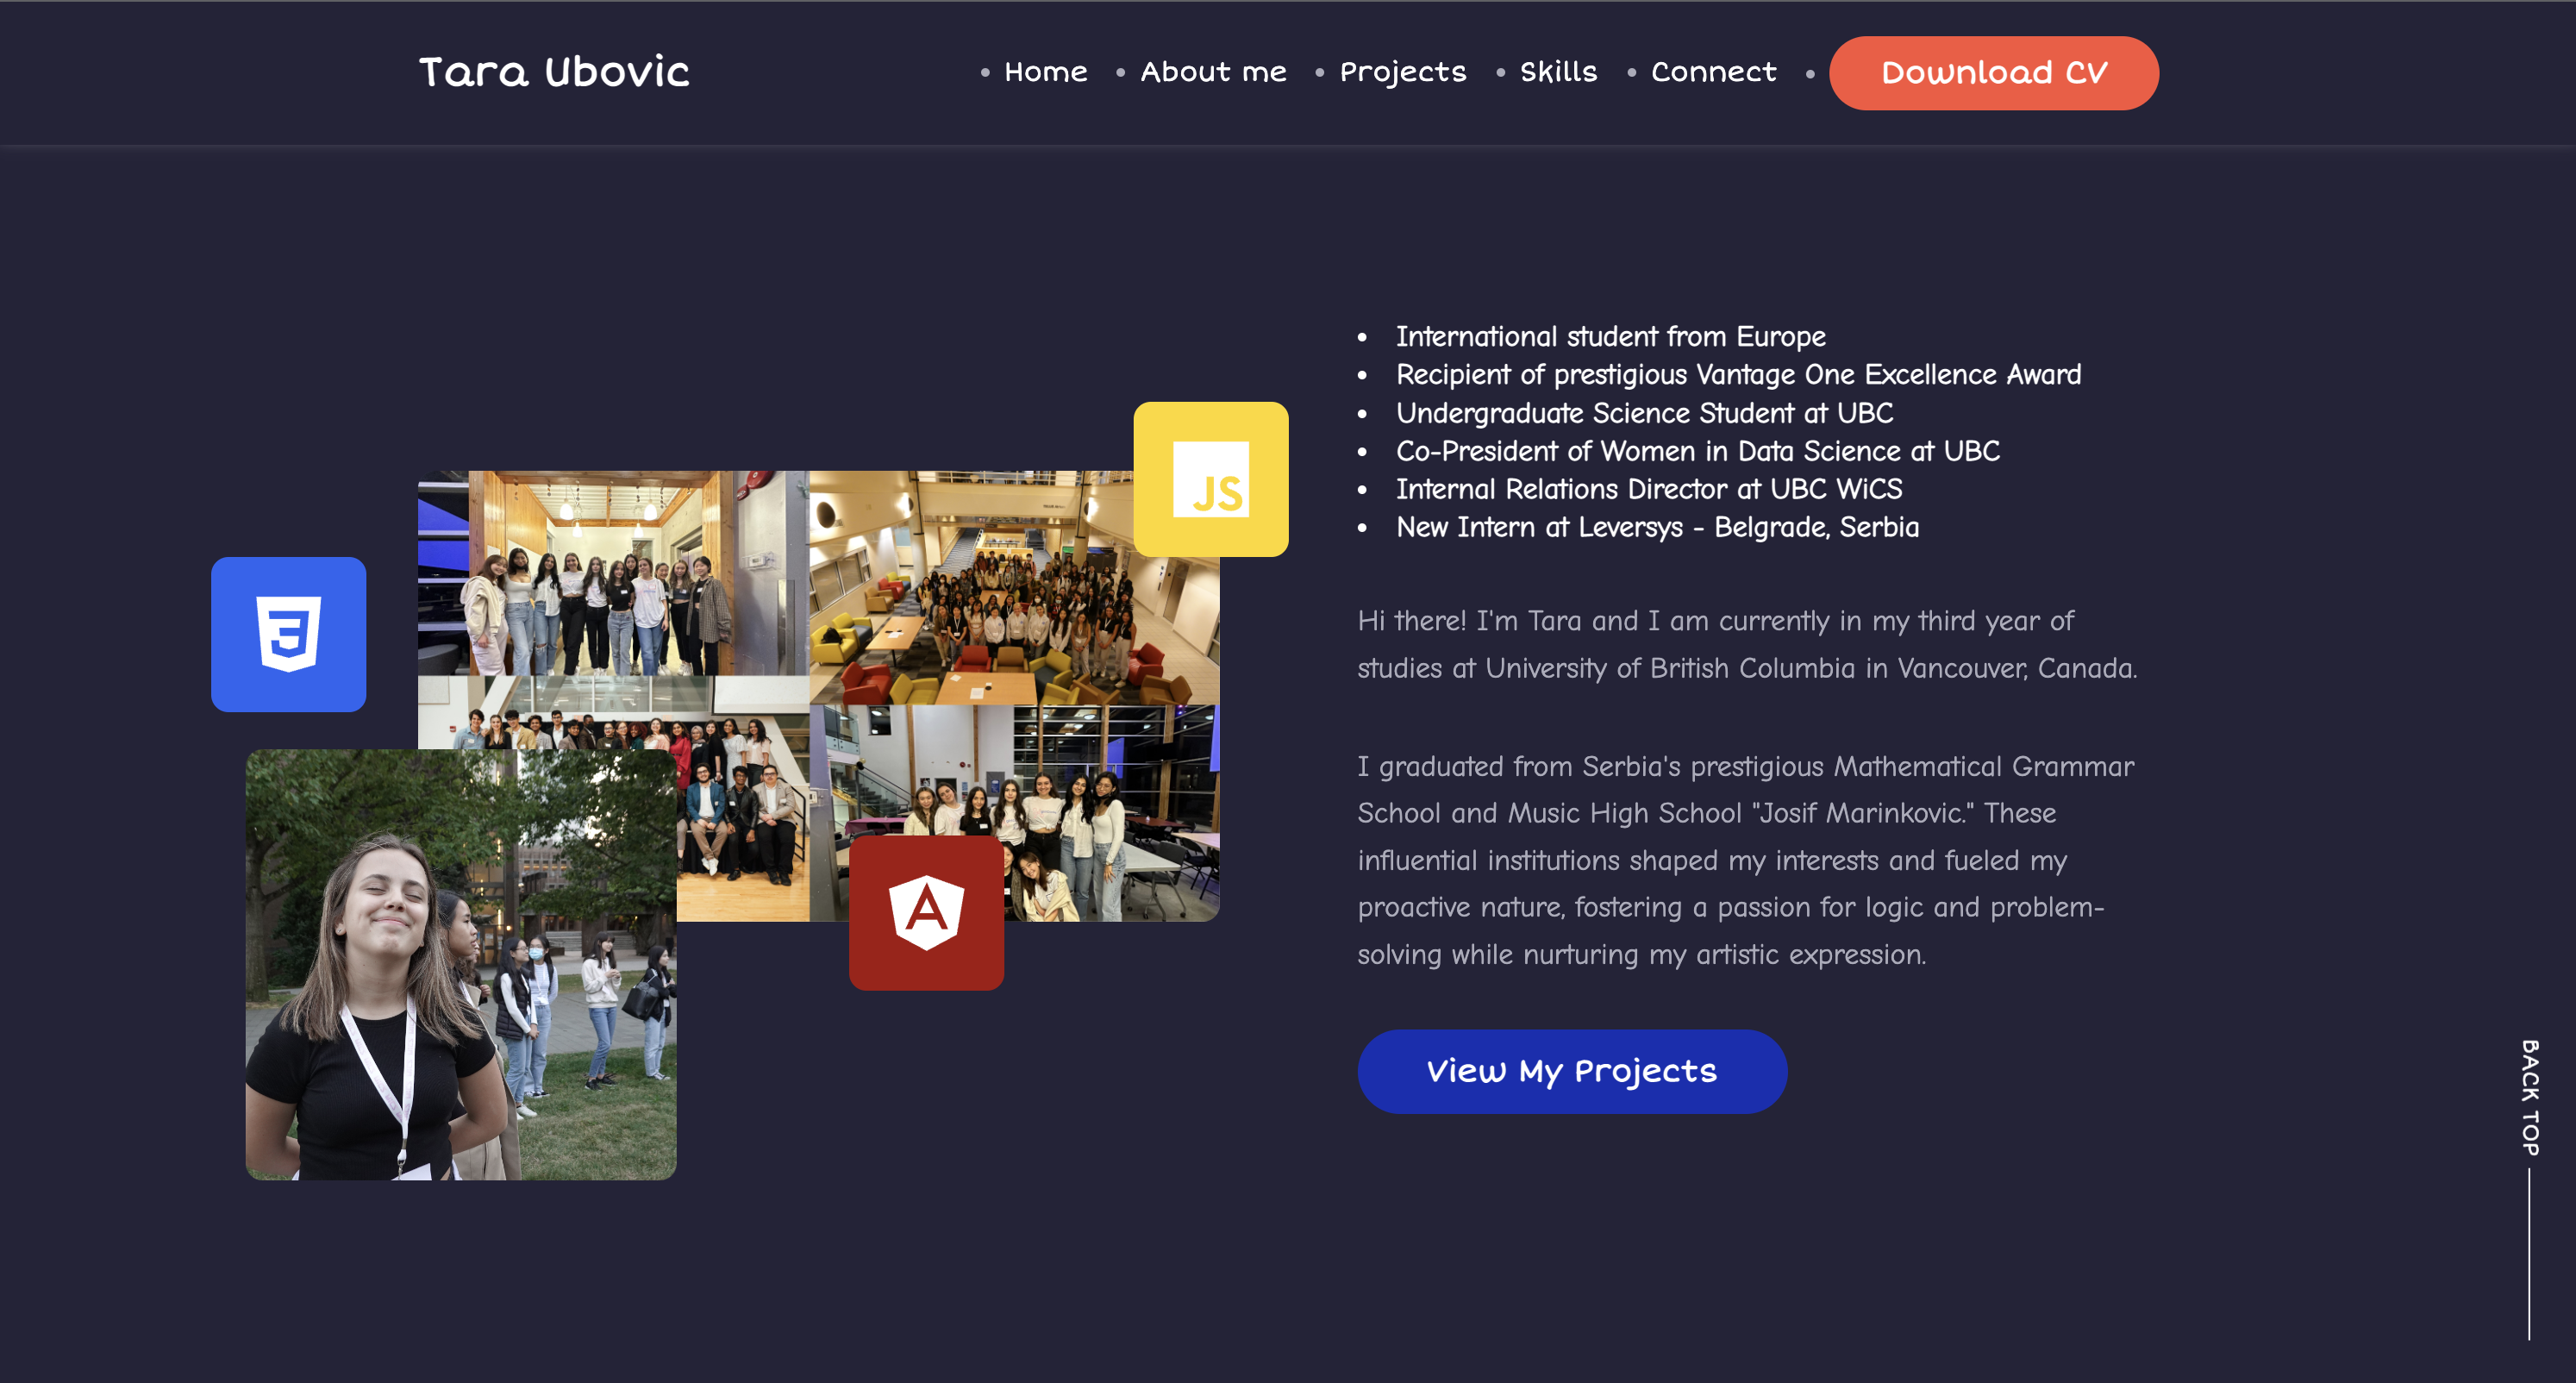 Tara Ubovic
Home
About me
Projects
Skills
Connect
Download CV
International student from Europe
Recipient of prestigious Vantage One Excellence Award
Undergraduate Science Student at UBC
Co-President of Women in Data Science at UBC
Internal Relations Director at UBC WiCS
New Intern at Leversys - Belgrade, Serbia
JS
3
A
Hi there! I'm Tara and I am currently in my third year of
studies at University of British Columbia in Vancouver, Canada.
I graduated from Serbia's prestigious Mathematical Grammar
School and Music High School "Josif Marinkovic." These
influential institutions shaped my interests and fueled my
proactive nature, fostering a passion for logic and problem-
solving while nurturing my artistic expression.
View My Projects
BACK TOP